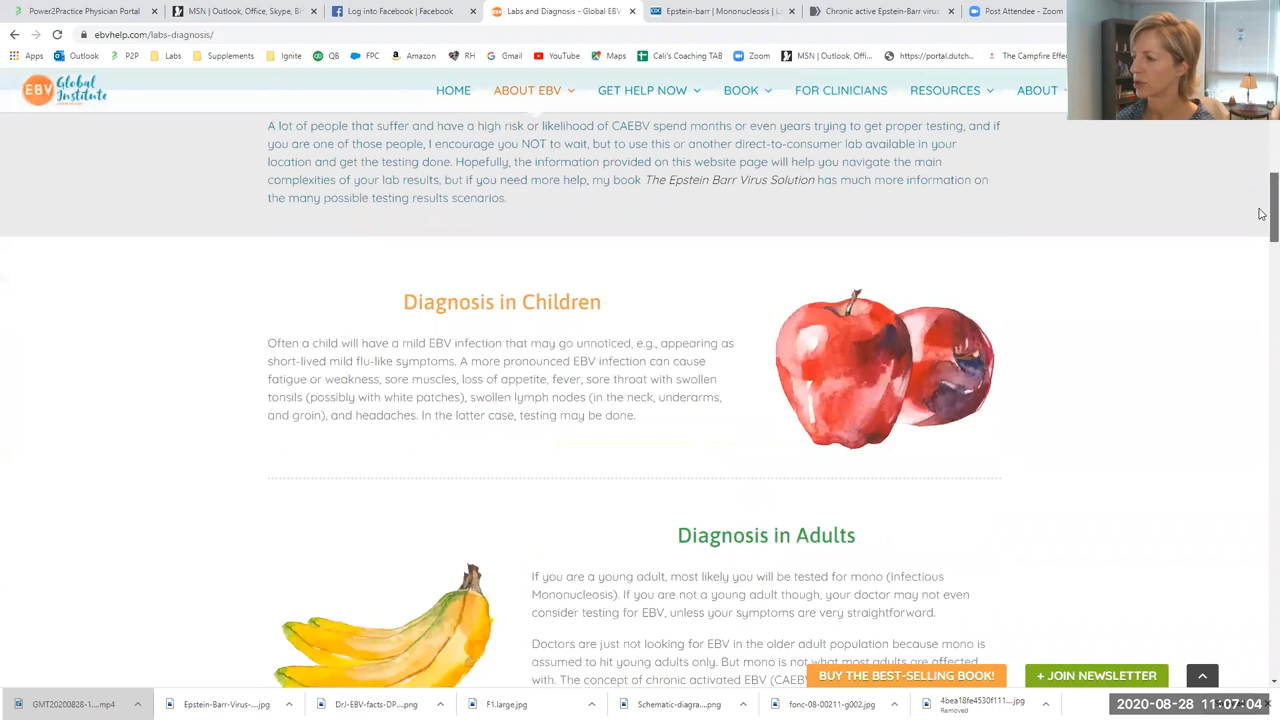 Power2Practice Physician Portal
MSN | Outlook, Office, Skype, Bi
Log into Facebook | Facebook
Labs and Diagnosis - Global EBV
Epstein-barr | Mononucleosis | La
Chronic active Epstein-Barr virus
Post Attendee - Zoom
ebvhelp.com/labs-diagnosis/
Apps
Outlook
P2P
Labs
Supplements
Ignite
QB
FPC
Amazon
RH
Gmail
YouTube
Maps
Cali's Coaching TAB
Zoom
MSN | Outlook, Off...
https://portal.dutch...
The Campfire Effec
EBV Global Institute
HOME
ABOUT EBV
GET HELP NOW
BOOK
FOR CLINICIANS
RESOURCES
ABOUT
A lot of people that suffer and have a high risk or likelihood of CAEBV spend months or even years trying to get proper testing, and if
you are one of those people, I encourage you NOT to wait, but to use this or another direct-to-consumer lab available in your
location and get the testing done. Hopefully, the information provided on this website page will help you navigate the main
complexities of your lab results, but if you need more help, my book The Epstein Barr Virus Solution has much more information on
the many possible testing results scenarios.
Diagnosis in Children
Often a child will have a mild EBV infection that may go unnoticed, e.g., appearing as
short-lived mild flu-like symptoms. A more pronounced EBV infection can cause
fatigue or weakness, sore muscles, loss of appetite, fever, sore throat with swollen
tonsils (possibly with white patches), swollen lymph nodes (in the neck, underarms,
and groin), and headaches. In the latter case, testing may be done.
Diagnosis in Adults
If you are a young adult, most likely you will be tested for mono (Infectious
Mononucleosis). If you are not a young adult though, your doctor may not even
consider testing for EBV, unless your symptoms are very straightforward.
Doctors are just not looking for EBV in the older adult population because mono is
assumed to hit young adults only. But mono is not what most adults are affected
with. The concept of chronic activated EBV (CAEBV
BUY THE BEST-SELLING BOOK!
+ JOIN NEWSLETTER
GMT20200828-1....mp4
Epstein-Barr-Viru....jpg
DrJ-EBV-facts-DP....png
F1.large.jpg
Schematic-diagra....png
fonc-08-00211-g002.jpg
4bea18fe4530f111....jpg
Removed
2020-08-28 11:07:04